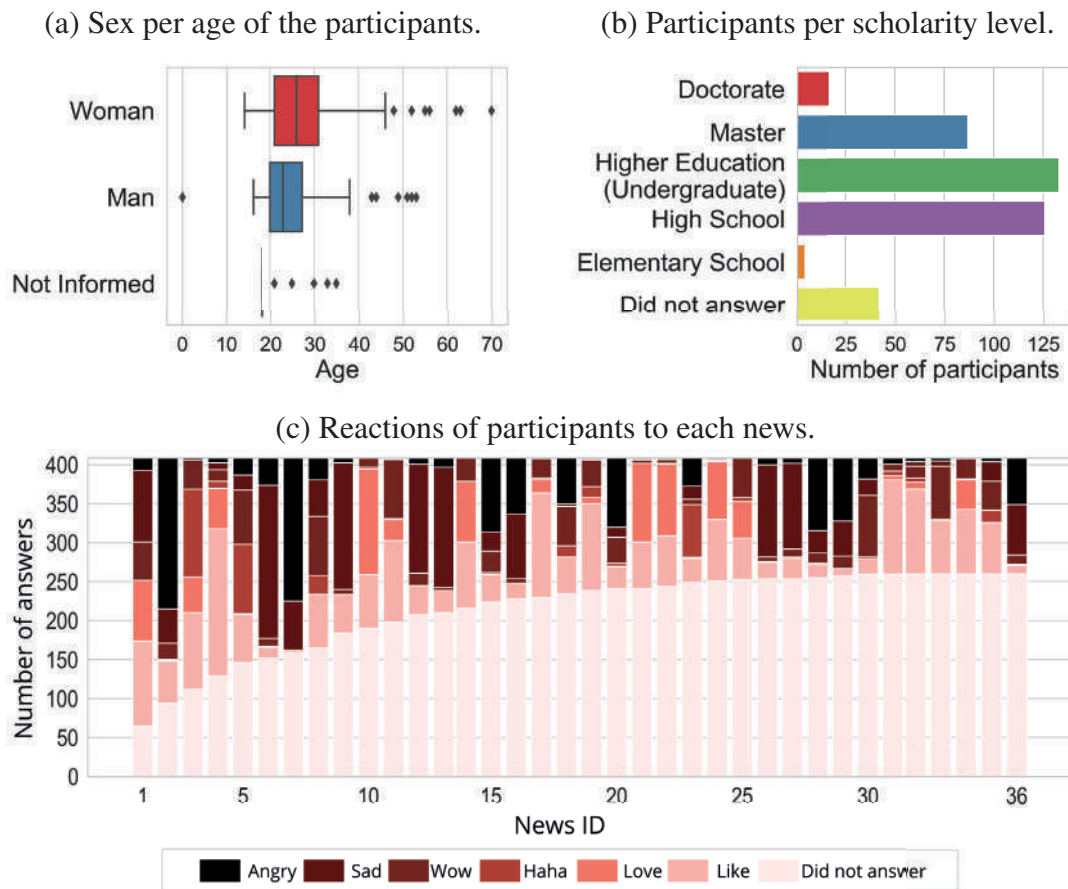 (a) Sex per age of the participants.
Woman
Man
Not Informed
0 10 20 30 40 50 60 70
Age
(b) Participants per scholarity level.
Doctorate
Master
Higher Education
(Undergraduate)
High School
Elementary School
Did not answer
0 25 50 75 100 125
Number of participants
(c) Reactions of participants to each news.
Number of answers
400
350
300
250
200
150
100
50
0
1 5 10 15 20 25 30 36
News ID
Angry Sad Wow Haha Love Like Did not answer